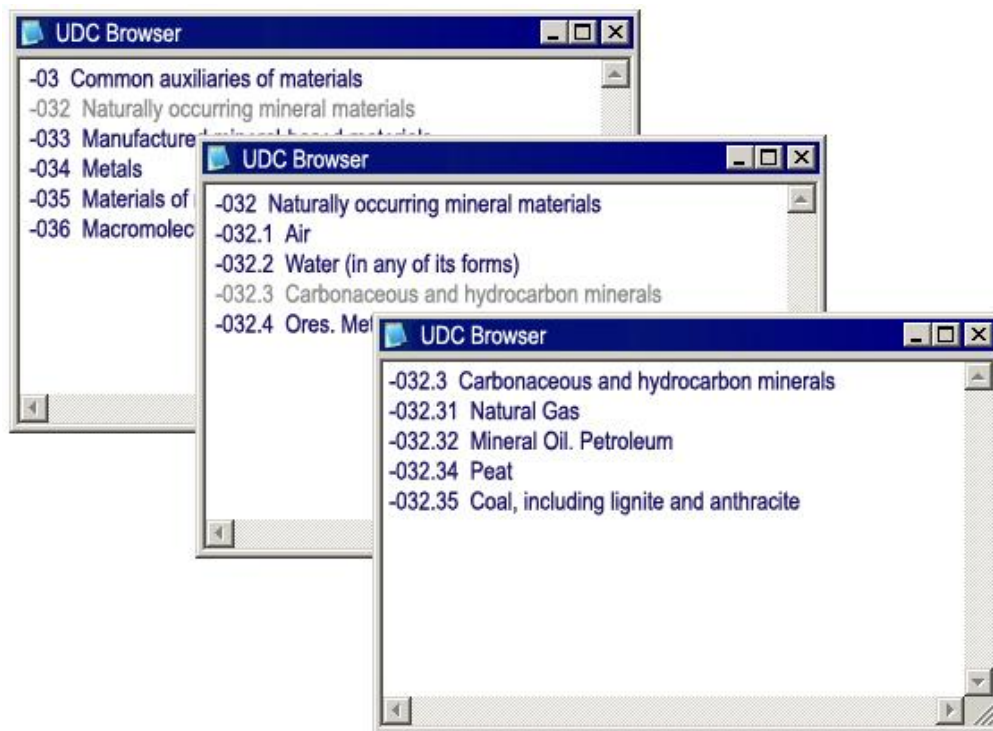 UDC Browser
-03 Common auxiliaries of materials
-032 Naturally occurring mineral materials
-033 Manufactured
-034 Metals
-035 Materials of
-036
UDC Browser
-032 Naturally occurring mineral materials
-032.1 Air
-032.2 Water (in any of its forms)
-032.3 Carbonaceous and hydrocarbon minerals
-032.4 Ores.
UDC Browser
-032.3 Carbonaceous and hydrocarbon minerals
-032.31 Natural Gas
-032.32 Mineral Oil. Petroleum
-032.34 Peat
-032.35 Coal, including lignite and anthracite